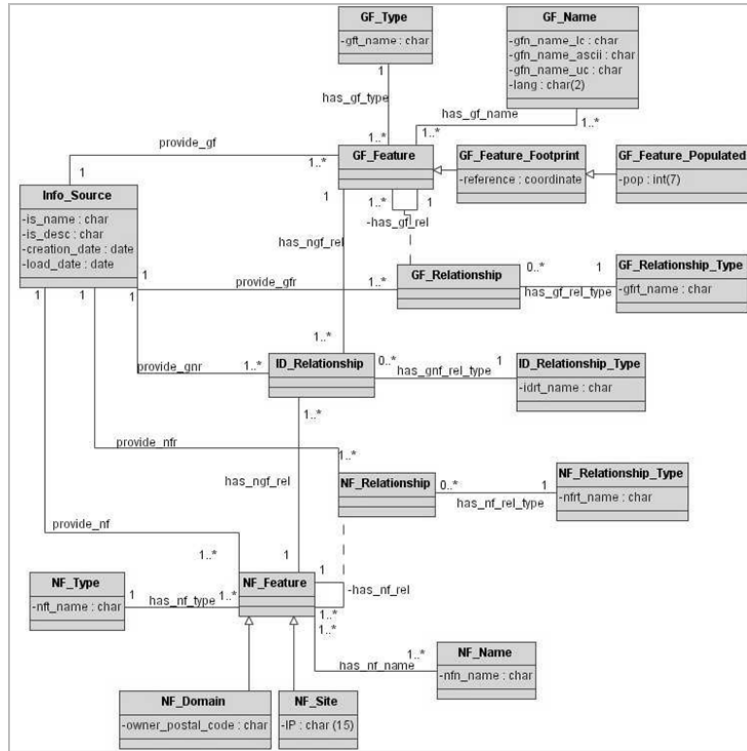 GF_Type
-gft_name : char
GF_Name
-gfn_name_lc : char
-gfn_name_ascii : char
-gfn_name_uc : char
-lang : char(2)
1
has_gf_type
1..*
has_gf_name
1..*
1..*
provide_gf
1
1..*
GF_Feature
GF_Feature_Footprint
-reference : coordinate
GF_Feature_Populated
-pop : int(7)
Info_Source
-is_name : char
-is_desc : char
-creation_date : date
-load_date : date
1
1..*
1
-has_gf_rel
has_ngf_rel
1
provide_gfr
1..*
GF_Relationship
0..*
1
has_gf_rel_type
GF_Relationship_Type
-gfrt_name : char
1
1
1
1..*
provide_gnr
1..*
ID_Relationship
0..*
1
has_gnf_rel_type
ID_Relationship_Type
-idrt_name : char
1..*
provide_nfr
1..*
has_ngf_rel
NF_Relationship
0..*
1
has_nf_rel_type
NF_Relationship_Type
-nfrt_name : char
provide_nf
1..*
1
1
NF_Type
-nft_name : char
1
has_nf_type
1..*
NF_Feature
-has_nf_rel
1..*
1..*
has_nf_name
1..*
NF_Name
-nfn_name : char
NF_Domain
-owner_postal_code : char
NF_Site
-IP : char (15)